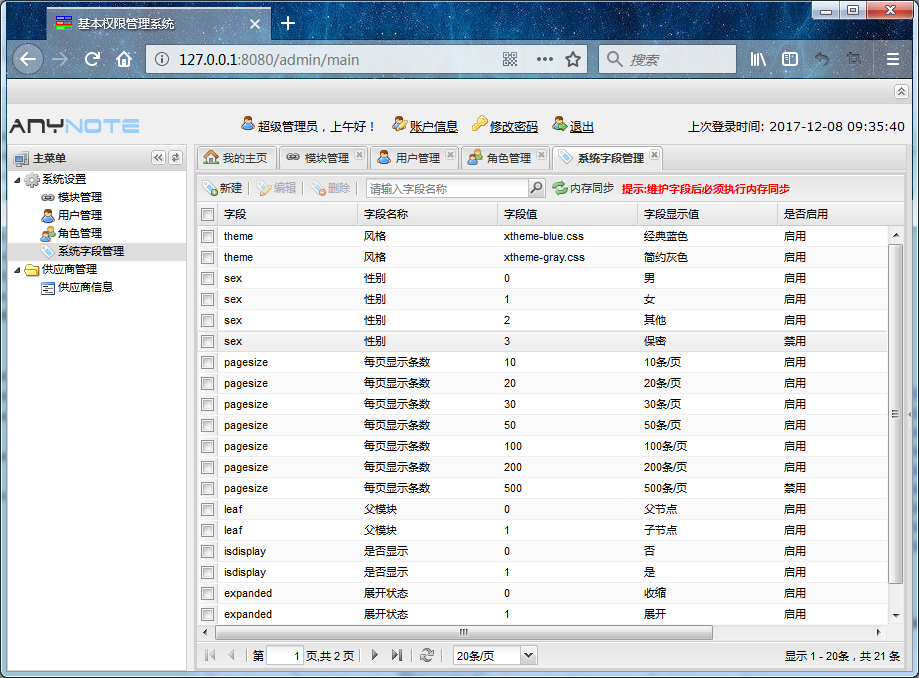 基本权限管理系统
127.0.0.1:8080/admin/main
搜索
ANYNOTE
超级管理员，上午好！ 账户信息 修改密码 退出 上次登录时间: 2017-12-08 09:35:40
主菜单
系统设置
模块管理
用户管理
角色管理
系统字段管理
供应商管理
供应商信息
我的主页 模块管理 用户管理 角色管理 系统字段管理
新建 编辑 删除 请输入字段名称 内存同步 提示:维护字段后必须执行内存同步
字段 字段名称 字段值 字段显示值 是否启用
theme 风格 xtheme-blue.css 经典蓝色 启用
theme 风格 xtheme-gray.css 简约灰色 启用
sex 性别 0 男 启用
sex 性别 1 女 启用
sex 性别 2 其他 启用
sex 性别 3 保密 禁用
pagesize 每页显示条数 10 10条/页 启用
pagesize 每页显示条数 20 20条/页 启用
pagesize 每页显示条数 30 30条/页 启用
pagesize 每页显示条数 50 50条/页 启用
pagesize 每页显示条数 100 100条/页 启用
pagesize 每页显示条数 200 200条/页 启用
pagesize 每页显示条数 500 500条/页 禁用
leaf 父模块 0 父节点 启用
leaf 父模块 1 子节点 启用
isdisplay 是否显示 0 否 启用
isdisplay 是否显示 1 是 启用
expanded 展开状态 0 收缩 启用
expanded 展开状态 1 展开 启用
第 1 页,共 2 页 20条/页 显示 1 - 20条，共 21 条